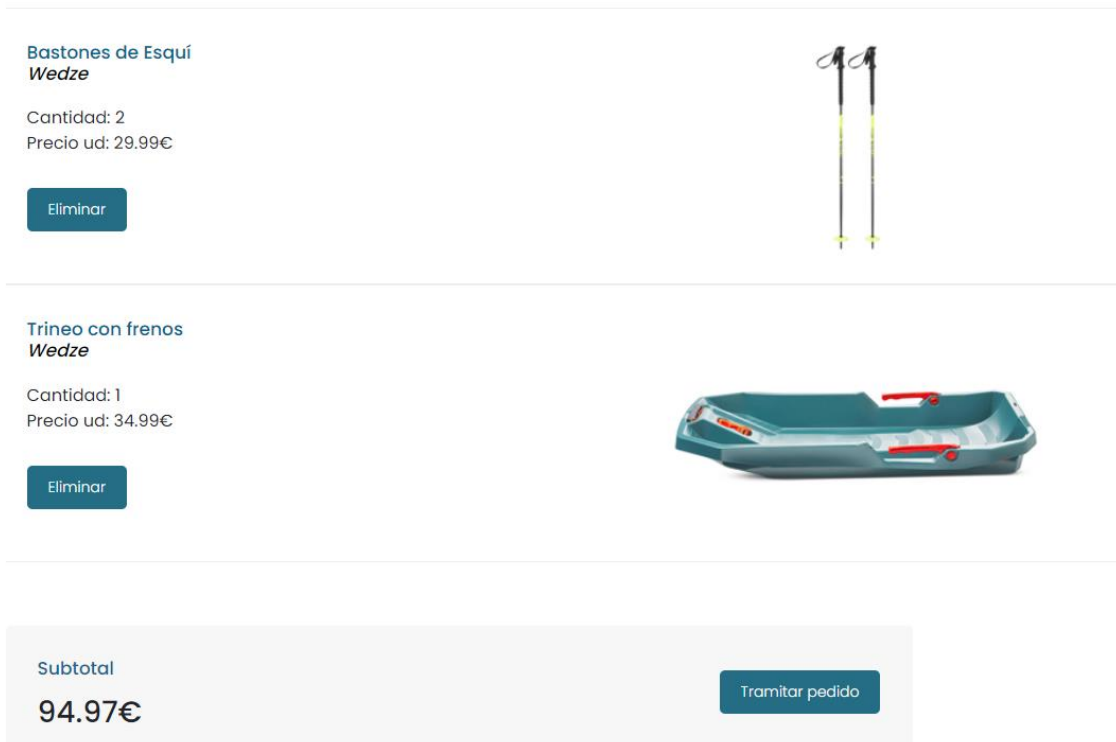 Bastones de Esquí
Wedze
Cantidad: 2
Precio ud: 29.99€
Eliminar
Trineo con frenos
Wedze
Cantidad: 1
Precio ud: 34.99€
Eliminar
Subtotal
94.97€
Tramitar pedido